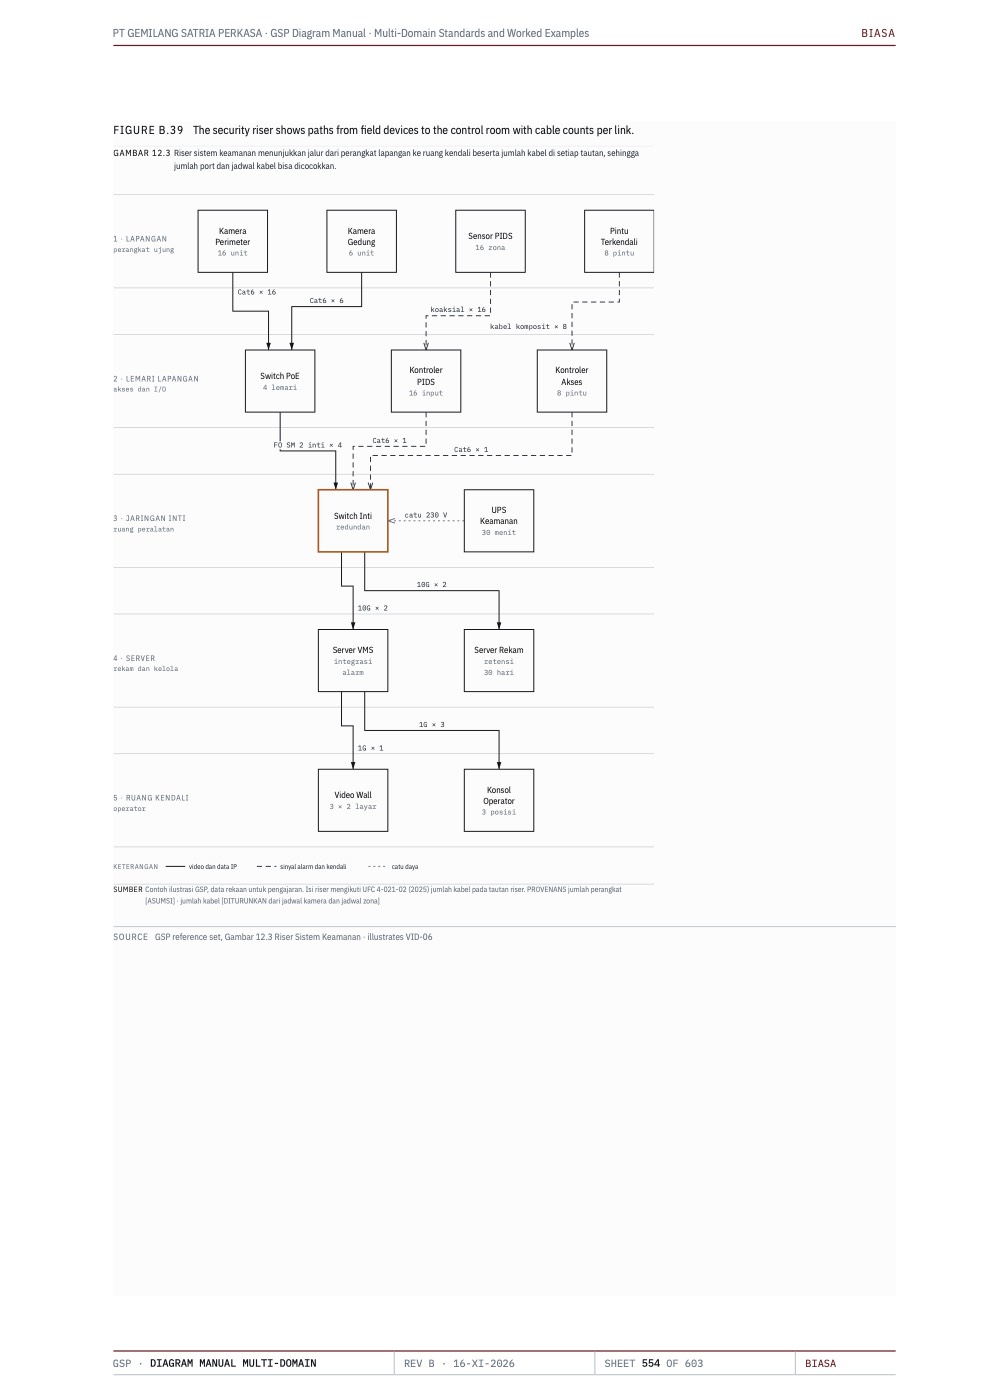 PT GEMILANG SATRIA PERKASA · GSP Diagram Manual · Multi-Domain Standards and Worked Examples
BIASA
FIGURE B.39 The security riser shows paths from field devices to the control room with cable counts per link.
GAMBAR 12.3 Riser sistem keamanan menunjukkan jalur dari perangkat lapangan ke ruang kendali beserta jumlah kabel di setiap tautan, sehingga
jumlah port dan jadwal kabel bisa dicocokkan.
1 · LAPANGAN
perangkat ujung
Kamera
Perimeter
16 unit
Kamera
Gedung
6 unit
Sensor PIDS
16 zona
Pintu
Terkendali
8 pintu
Cat6 × 16
Cat6 × 6
koaksial × 16
kabel komposit × 8
2 · LEMARI LAPANGAN
akses dan I/O
Switch PoE
4 lemari
Kontroler
PIDS
16 input
Kontroler
Akses
8 pintu
FO SM 2 inti × 4
Cat6 × 1
Cat6 × 1
3 · JARINGAN INTI
ruang peralatan
Switch Inti
redundan
catu 230 V
UPS
Keamanan
30 menit
10G × 2
10G × 2
4 · SERVER
rekam dan kelola
Server VMS
integrasi
alarm
Server Rekam
retensi
30 hari
1G × 3
1G × 1
5 · RUANG KENDALI
operator
Video Wall
3 × 2 layar
Konsol
Operator
3 posisi
KETERANGAN video dan data IP sinyal alarm dan kendali catu daya
SUMBER Contoh ilustrasi GSP, data rekaan untuk pengajaran. Isi riser mengikuti UFC 4-021-02 (2025) jumlah kabel pada tautan riser. PROVENANS jumlah perangkat
[ASUMSI] · jumlah kabel [DITURUNKAN dari jadwal kamera dan jadwal zona]
SOURCE GSP reference set, Gambar 12.3 Riser Sistem Keamanan · illustrates VID-06
GSP · DIAGRAM MANUAL MULTI-DOMAIN
REV B · 16-XI-2026
SHEET 554 OF 603
BIASA